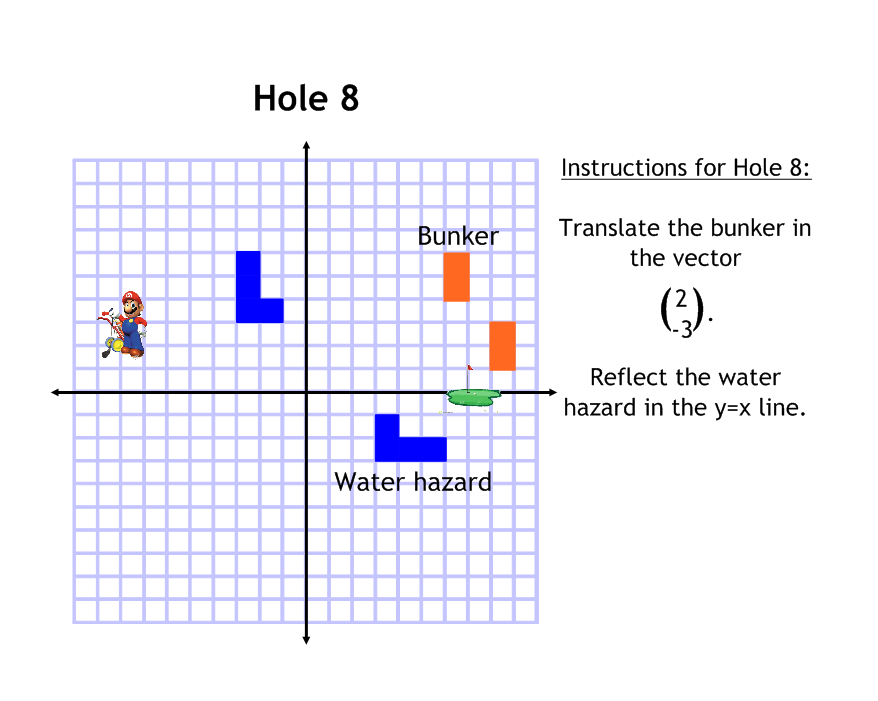 Hole 8
Instructions for Hole 8:
Bunker
Translate the bunker in
the vector
(2
-3).
Reflect the water
hazard in the y=x line.
Water hazard